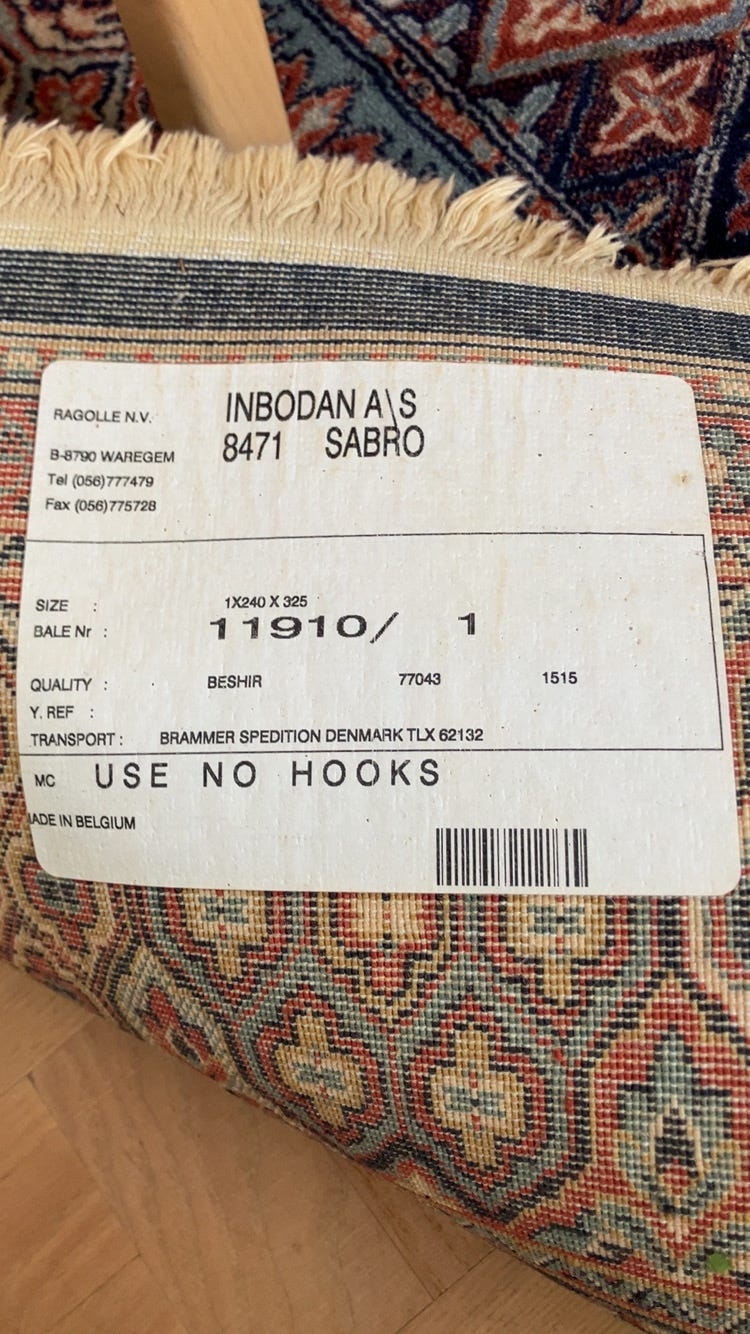 RAGOLLE N.V.
B-8790 WAREGEM
Tel (056)777479
Fax (056)775728
INBODAN A\S
8471 SABRO
SIZE : 1X240 X 325
BALE Nr : 11910/ 1
QUALITY : BESHIR 77043 1515
Y. REF :
TRANSPORT : BRAMMER SPEDITION DENMARK TLX 62132
MC USE NO HOOKS
MADE IN BELGIUM